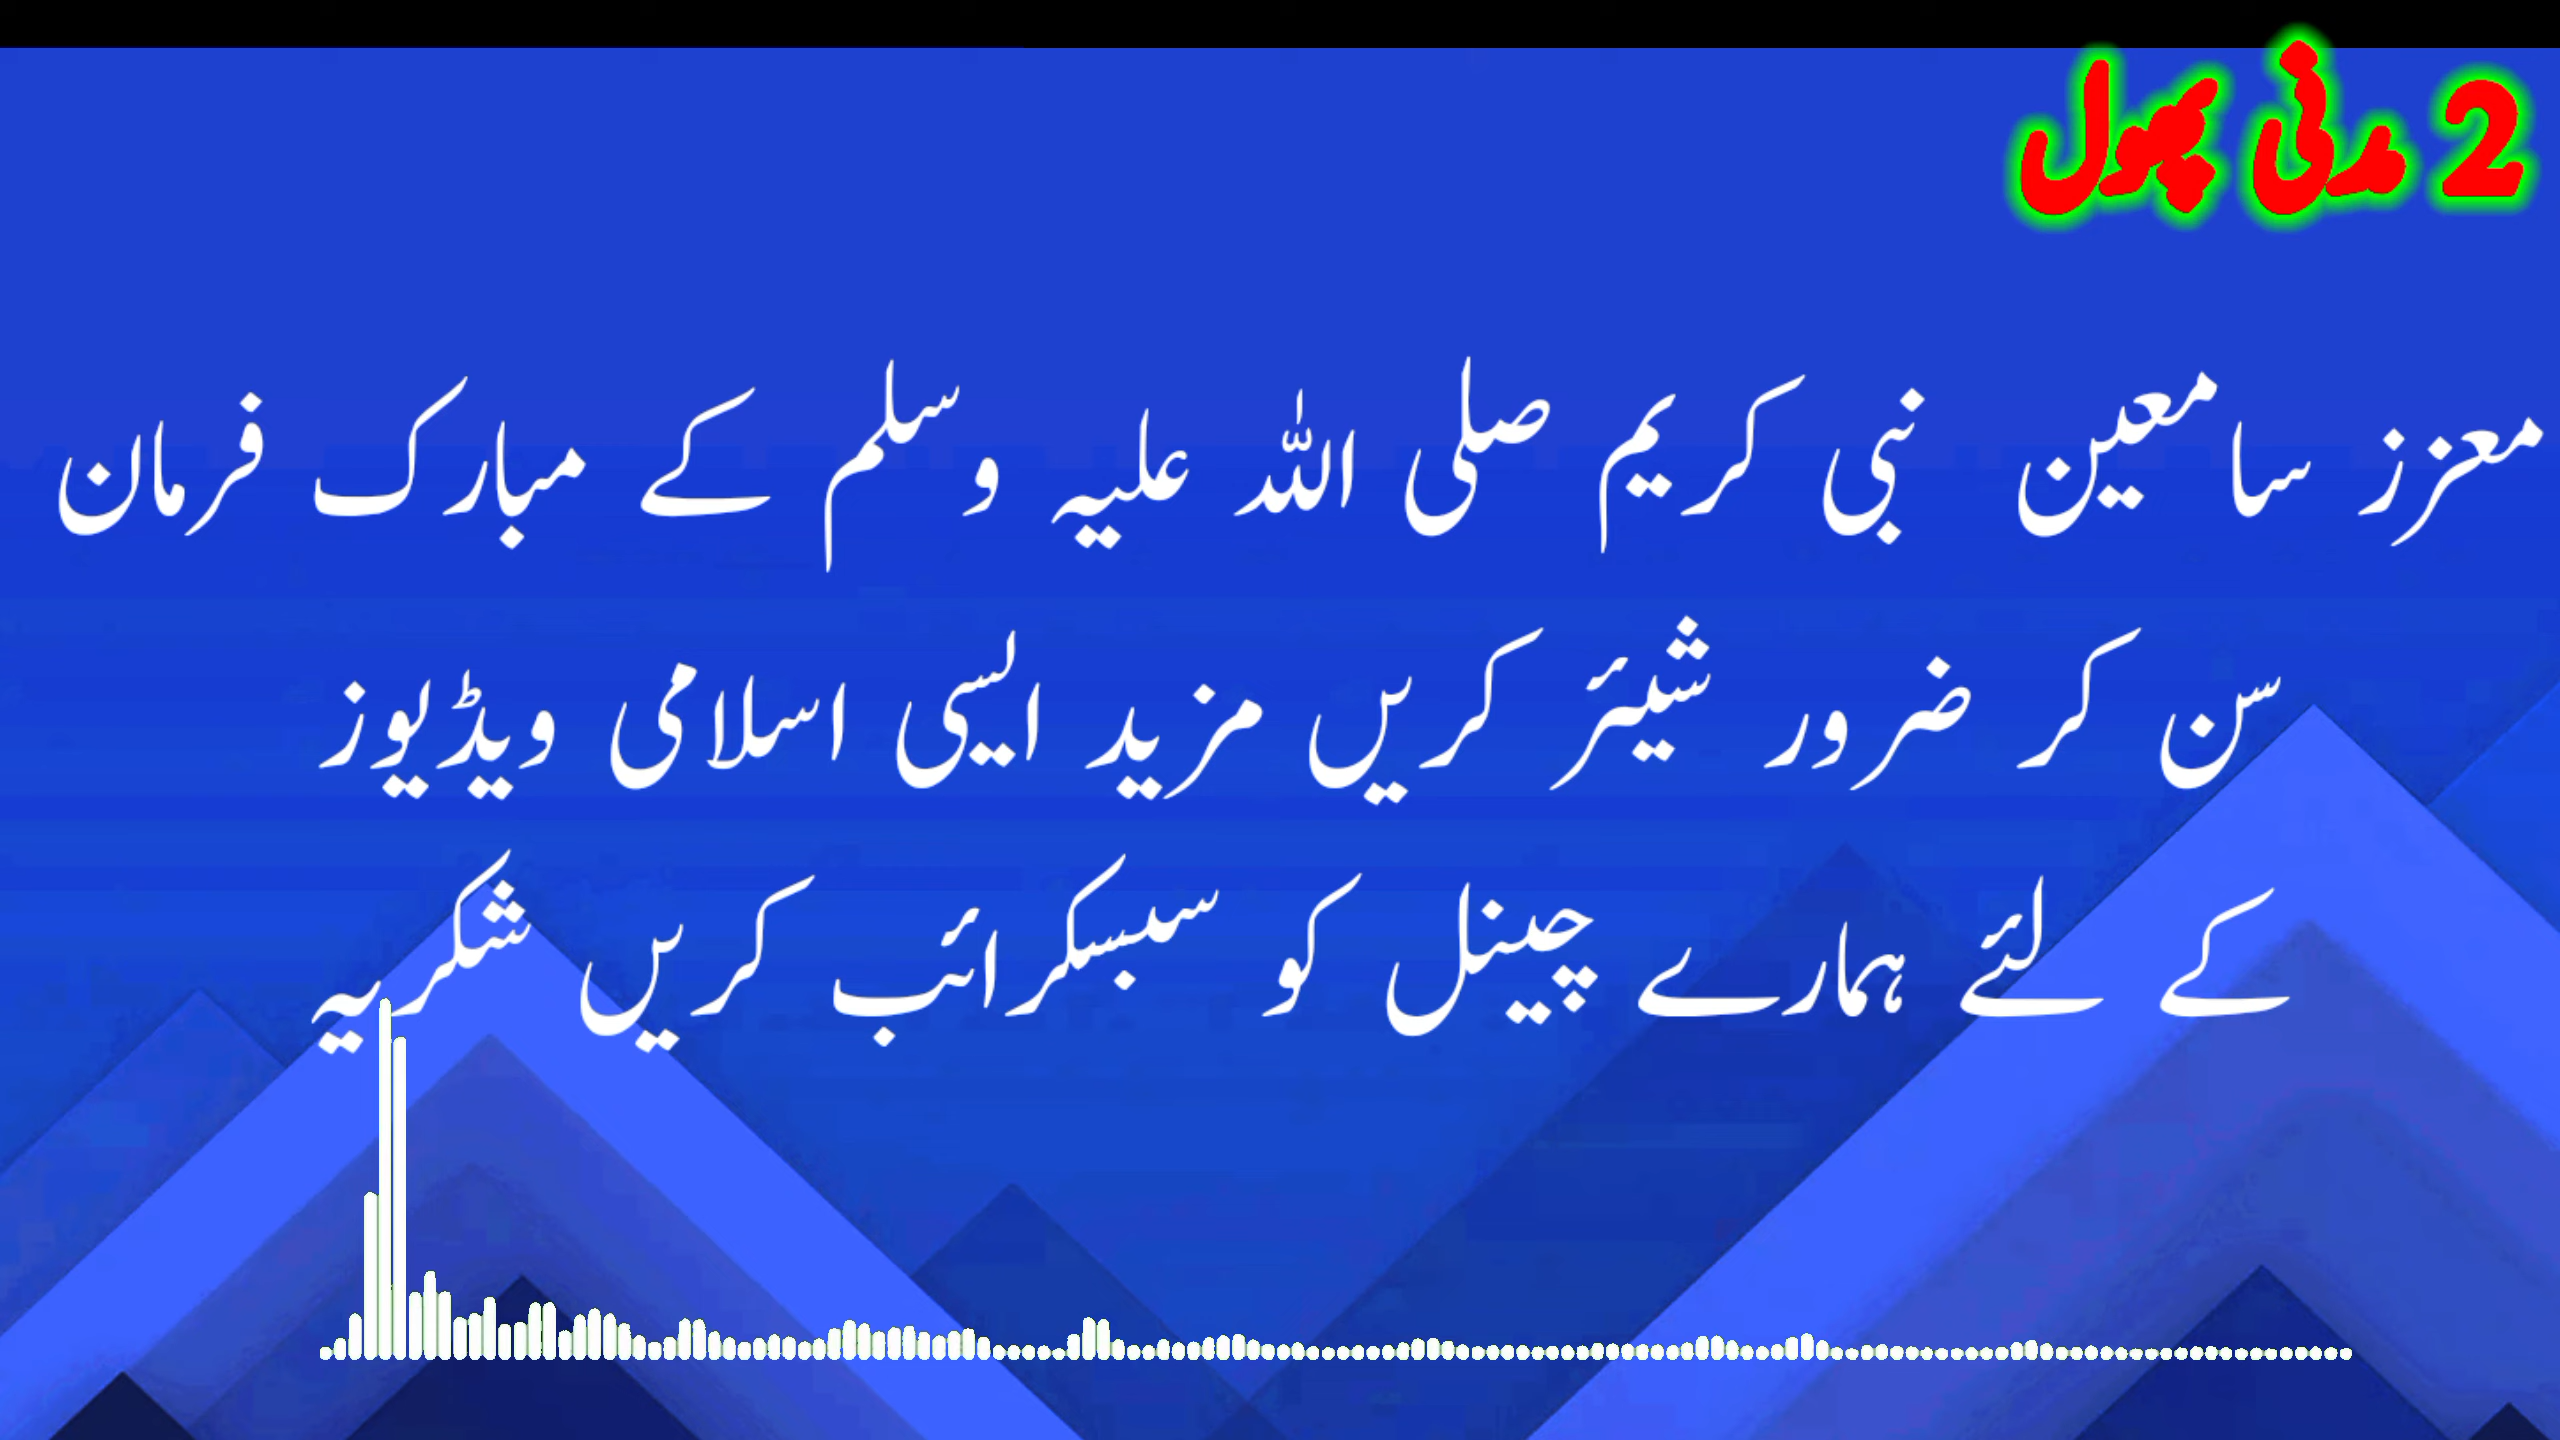 2 مدنی پھول
معزز سامعین نبی کریم صلی اللہ علیہ وسلم کے مبارک فرمان
سن کر ضرور شیئر کریں مزید ایسی اسلامی ویڈیوز
کے لئے ہمارے چینل کو سبسکرائب کریں شکریہ